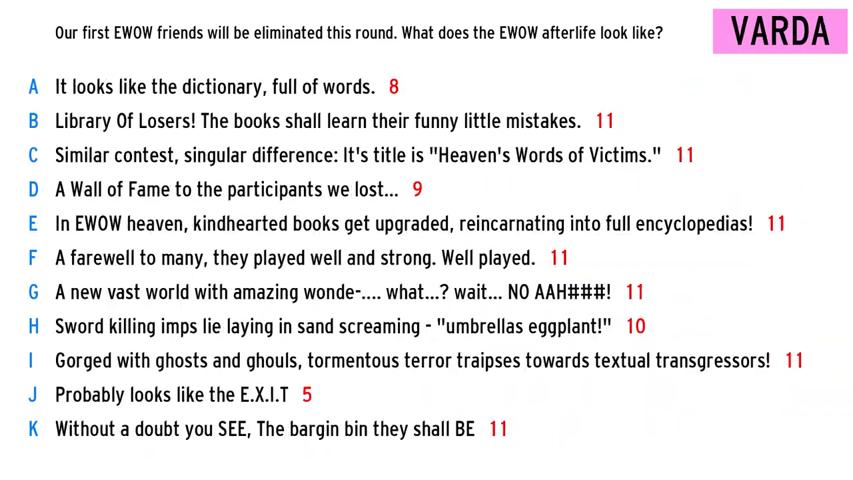 Our first EWOW friends will be eliminated this round. What does the EWOW afterlife look like?
VARDA
A It looks like the dictionary, full of words. 8
B Library Of Losers! The books shall learn their funny little mistakes. 11
C Similar contest, singular difference: It's title is "Heaven's Words of Victims." 11
D A Wall of Fame to the participants we lost... 9
E In EWOW heaven, kindhearted books get upgraded, reincarnating into full encyclopedias! 11
F A farewell to many, they played well and strong. Well played. 11
G A new vast world with amazing wonde-.... what...? wait... NO AAH###! 11
H Sword killing imps lie laying in sand screaming - "umbrellas eggplant!" 10
I Gorged with ghosts and ghouls, tormentous terror traipses towards textual transgressors! 11
J Probably looks like the E.X.I.T 5
K Without a doubt you SEE, The bargin bin they shall BE 11